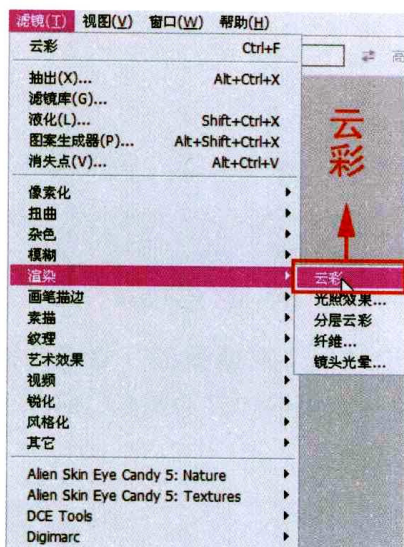 滤镜(T) 视图(V) 窗口(W) 帮助(H)
云彩 Ctrl+F
抽出(X)... Alt+Ctrl+X
滤镜库(G)...
液化(L)... Shift+Ctrl+X
图案生成器(P)... Alt+Shift+Ctrl+X
消失点(V)... Alt+Ctrl+V
像素化
扭曲
杂色
模糊
渲染
画笔描边
素描
纹理
艺术效果
视频
锐化
风格化
其它
Alien Skin Eye Candy 5: Nature
Alien Skin Eye Candy 5: Textures
DCE Tools
Digimarc
高
云彩
云彩
光照效果...
分层云彩
纤维...
镜头光晕...